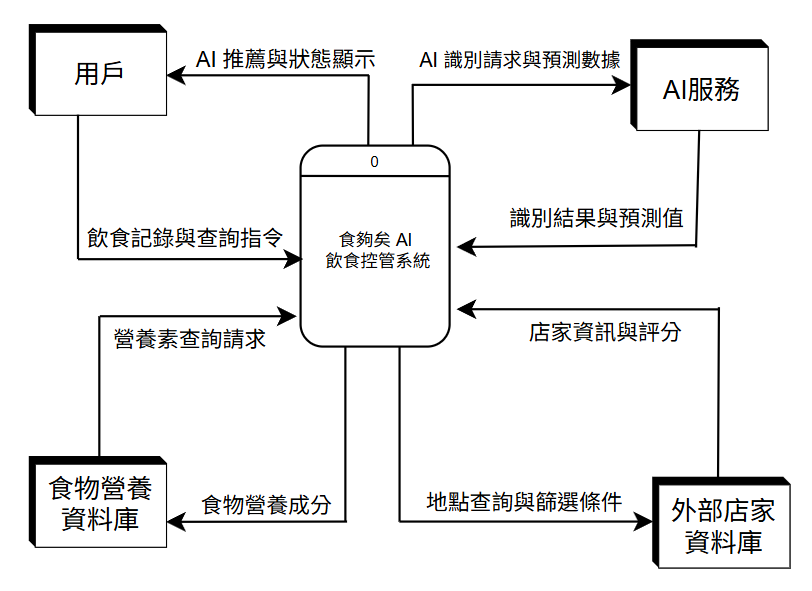 用戶
AI 推薦與狀態顯示
AI 識別請求與預測數據
AI服務
0
食夠矣 AI
飲食控管系統
飲食記錄與查詢指令
識別結果與預測值
營養素查詢請求
店家資訊與評分
食物營養
資料庫
食物營養成分
地點查詢與篩選條件
外部店家
資料庫